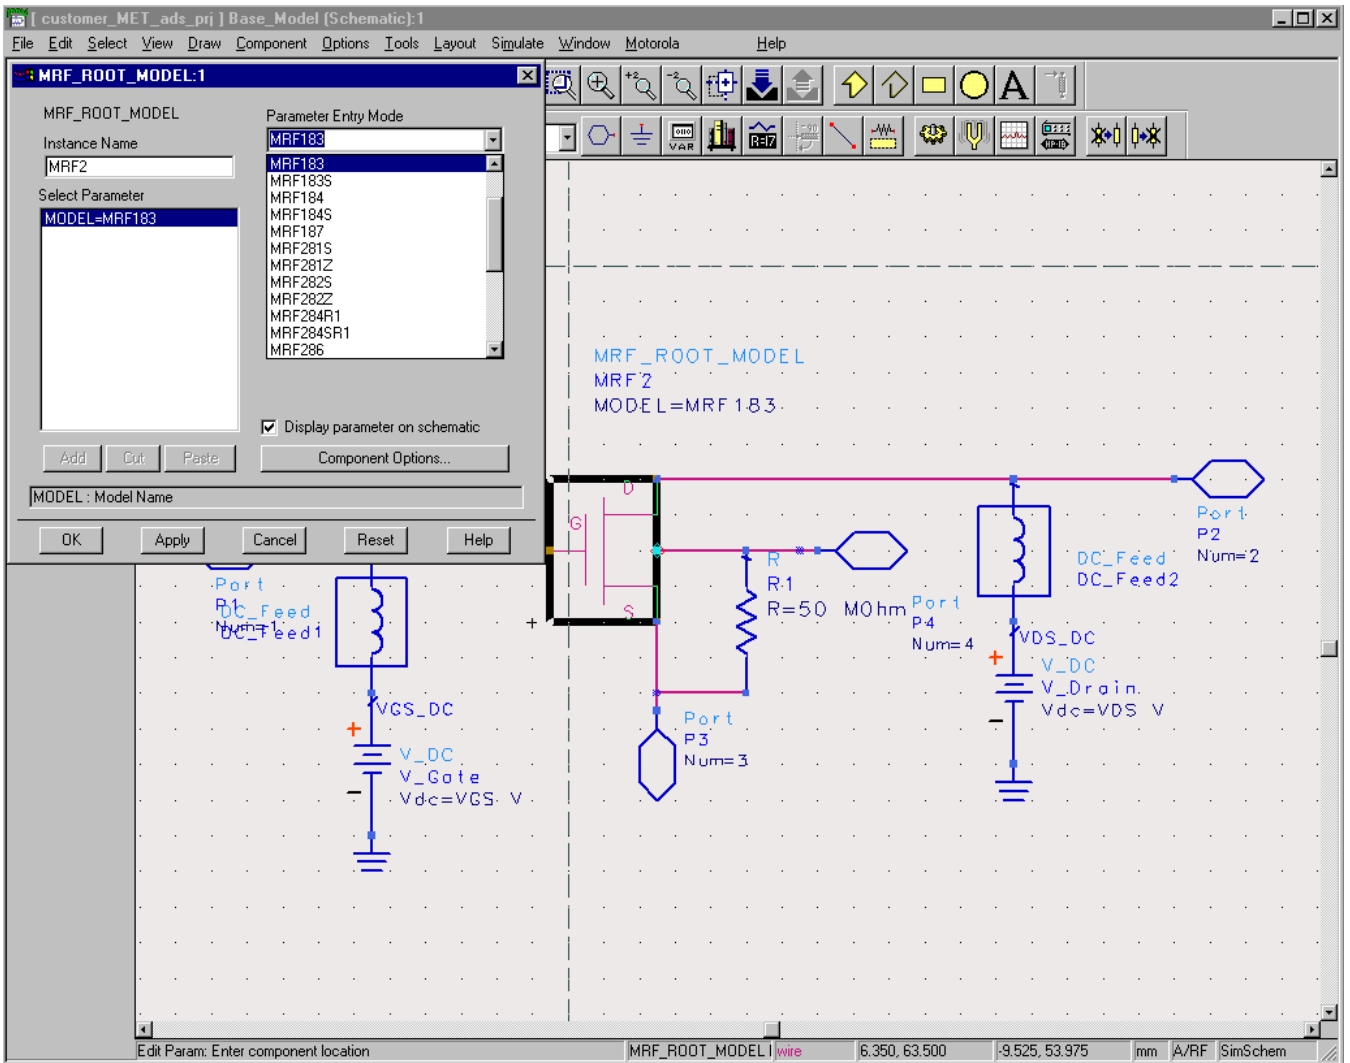 [ customer_MET_ads_prj ] Base_Model (Schematic):1
File Edit Select View Draw Component Options Tools Layout Simulate Window Motorola Help
MRF_ROOT_MODEL:1
MRF_ROOT_MODEL
Instance Name
MRF2
Select Parameter
MODEL=MRF183
Parameter Entry Mode
MRF183
MRF183
MRF183S
MRF184
MRF184S
MRF187
MRF281S
MRF281Z
MRF282S
MRF282Z
MRF284R1
MRF284SR1
MRF286
Display parameter on schematic
Add Cut Paste
Component Options...
MODEL : Model Name
OK Apply Cancel Reset Help
+2
-2
A
VAR
MRF_ROOT_MODEL
MRF2
MODEL=MRF183
D
G
S
Port
P1
Num=1
DC_Feed
DC_Feed1
VGS_DC
+
V_DC
V_Gate
Vdc=VGS V
R
R1
R=50 MOhm
Port
P4
Num=4
Port
P3
Num=3
Port
P2
Num=2
DC_Feed
DC_Feed2
VDS_DC
+
V_DC
V_Drain
Vdc=VDS V
Edit Param: Enter component location
MRF_ROOT_MODEL wire 6.350, 63.500 -9.525, 53.975 mm A/RF SimSchem